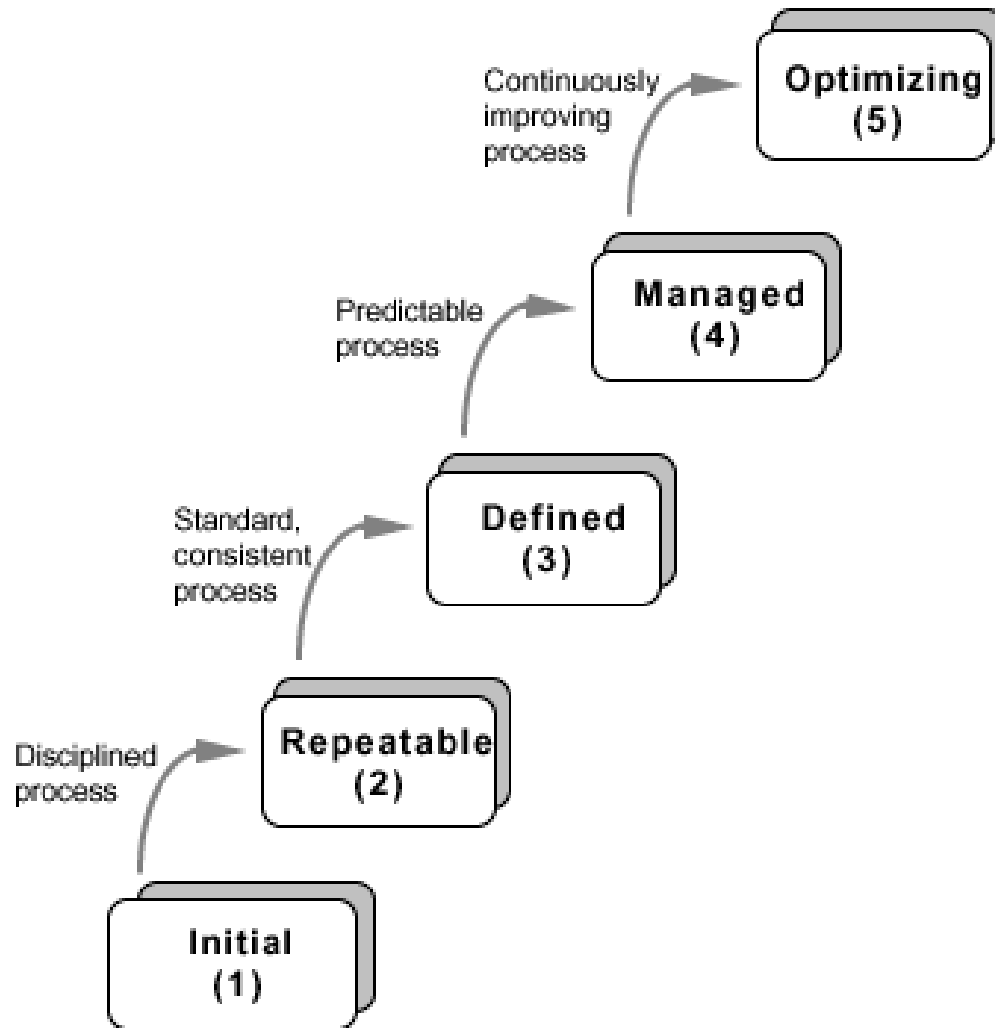 Continuously
improving
process
Optimizing
(5)
Predictable
process
Managed
(4)
Standard,
consistent
process
Defined
(3)
Disciplined
process
Repeatable
(2)
Initial
(1)